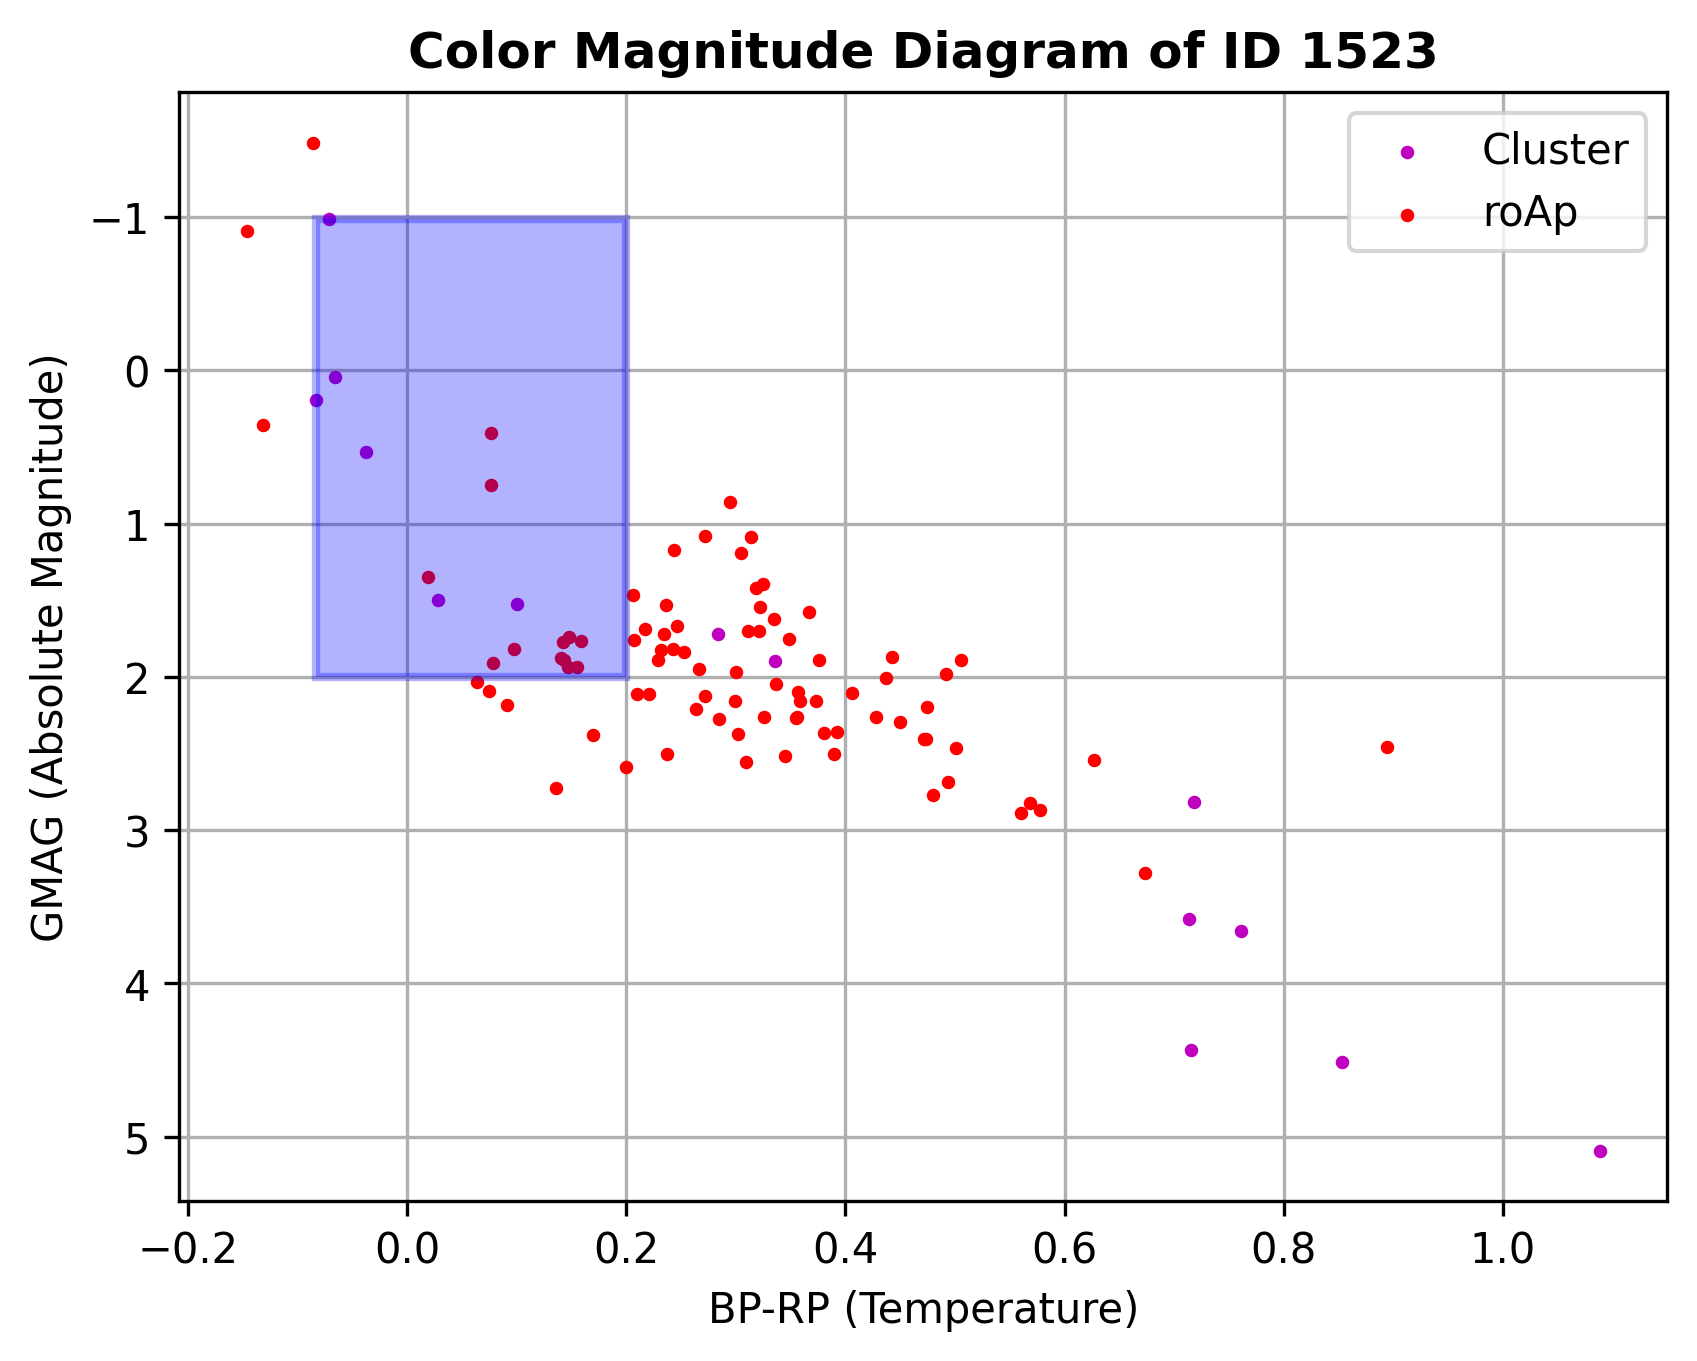 Color Magnitude Diagram of ID 1523
Cluster
roAp
GMAG (Absolute Magnitude)
−1
0
1
2
3
4
5
−0.2 0.0 0.2 0.4 0.6 0.8 1.0
BP-RP (Temperature)